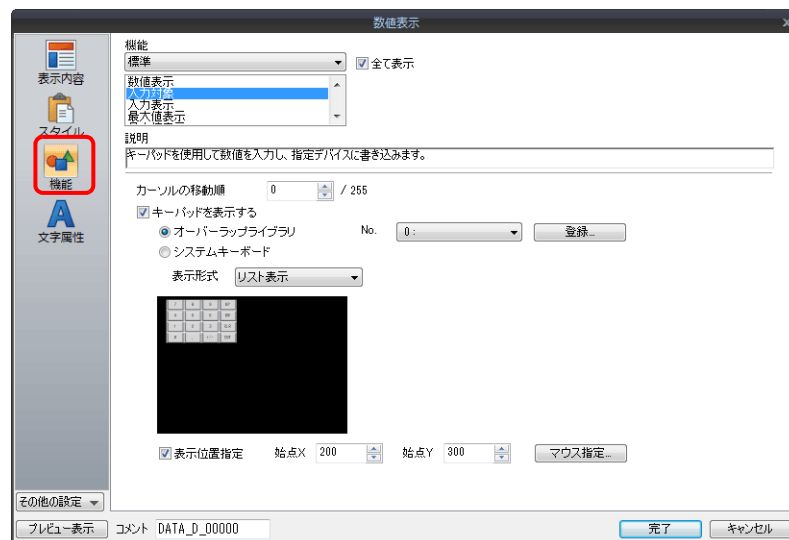 数値表示
表示内容
スタイル
機能
文字属性
その他の設定
機能
標準
全て表示
数値表示
入力対象
入力表示
最大値表示
説明
キーパッドを使用して数値を入力し、指定デバイスに書き込みます。
カーソルの移動順 0 / 255
キーパッドを表示する
オーバーラップライブラリ No. 0 : 登録...
システムキーボード
表示形式 リスト表示
表示位置指定 始点X 200 始点Y 300 マウス指定...
プレビュー表示 コメント DATA_D_00000 完了 キャンセル